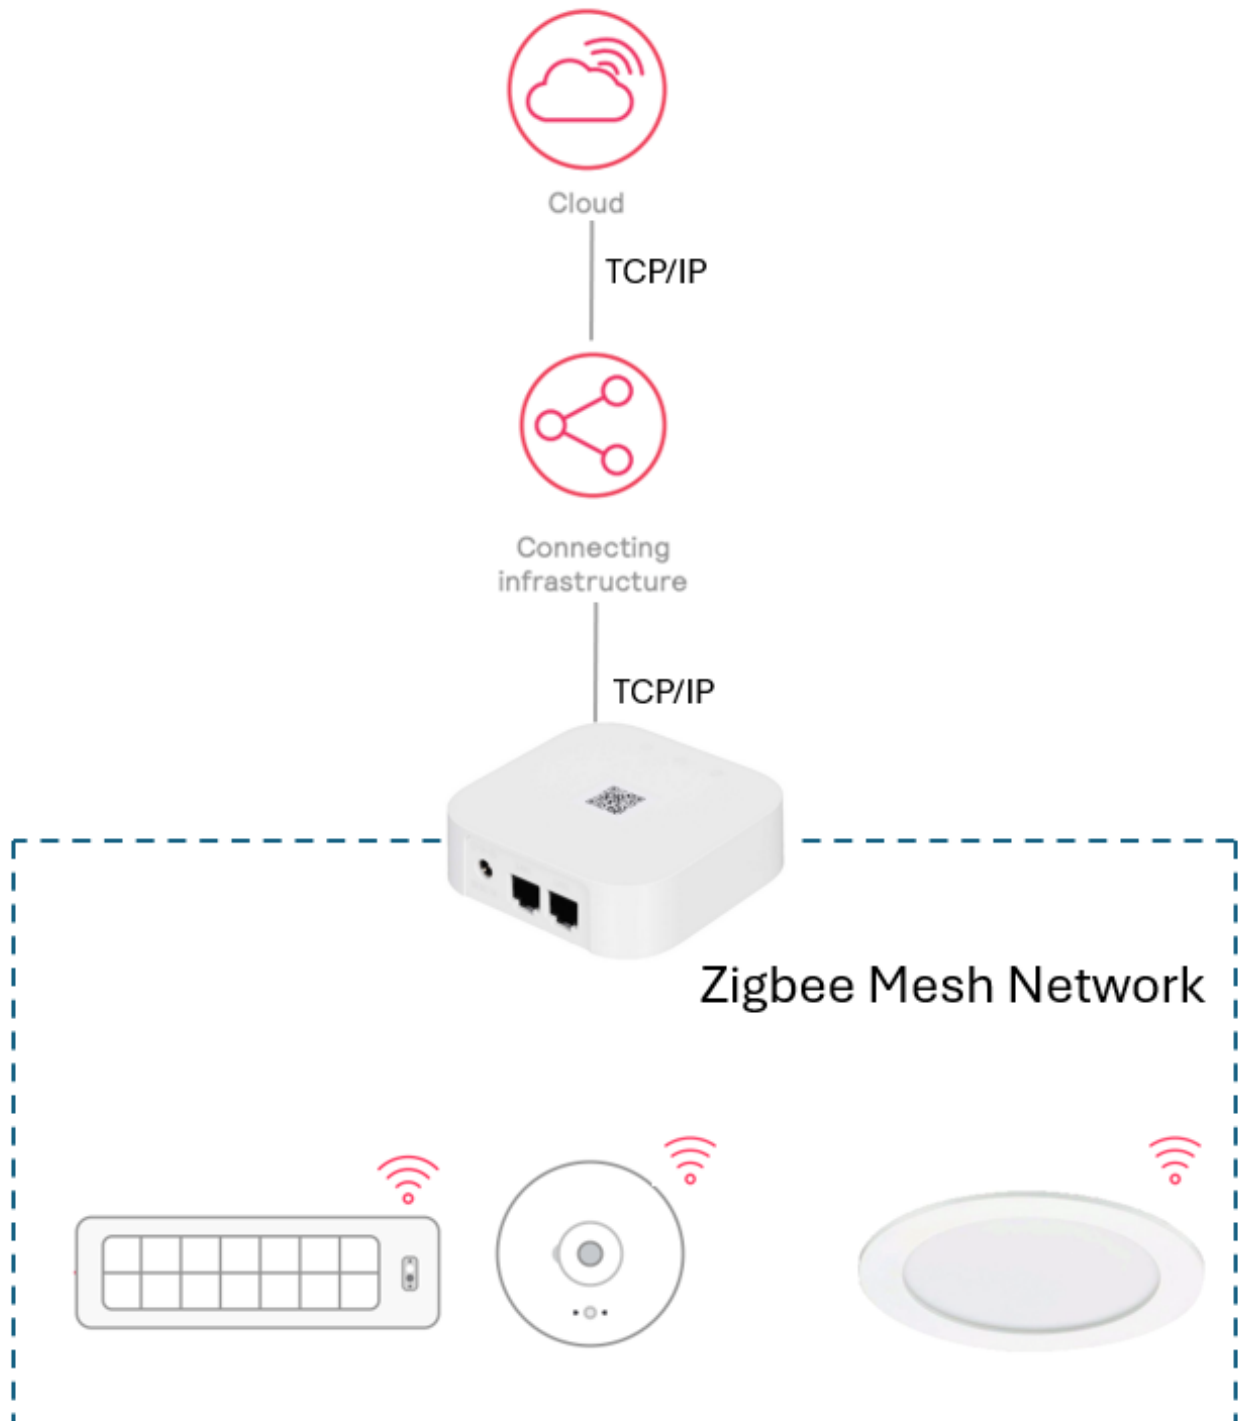 Cloud
TCP/IP
Connecting
infrastructure
TCP/IP
Zigbee Mesh Network